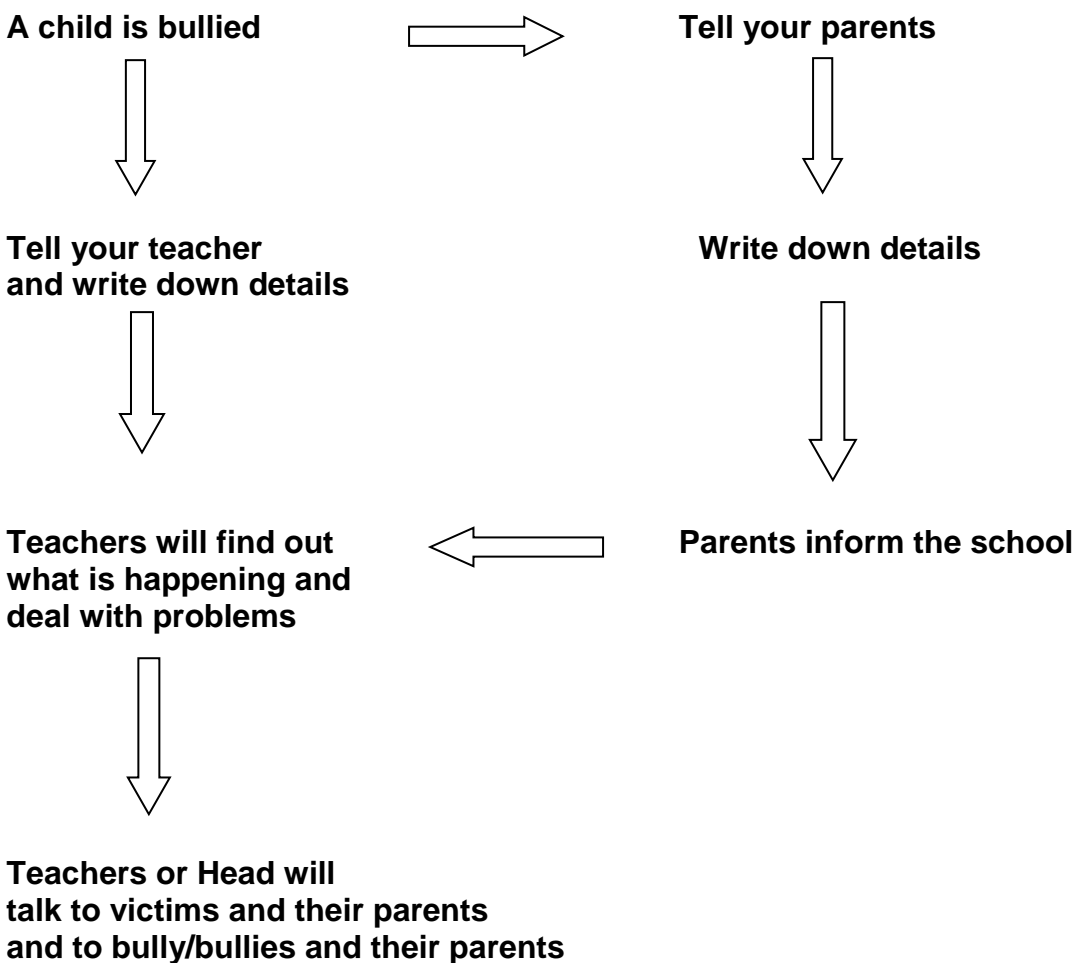 A child is bullied
Tell your parents
Tell your teacher
and write down details
Write down details
Teachers will find out
what is happening and
deal with problems
Parents inform the school
Teachers or Head will
talk to victims and their parents
and to bully/bullies and their parents